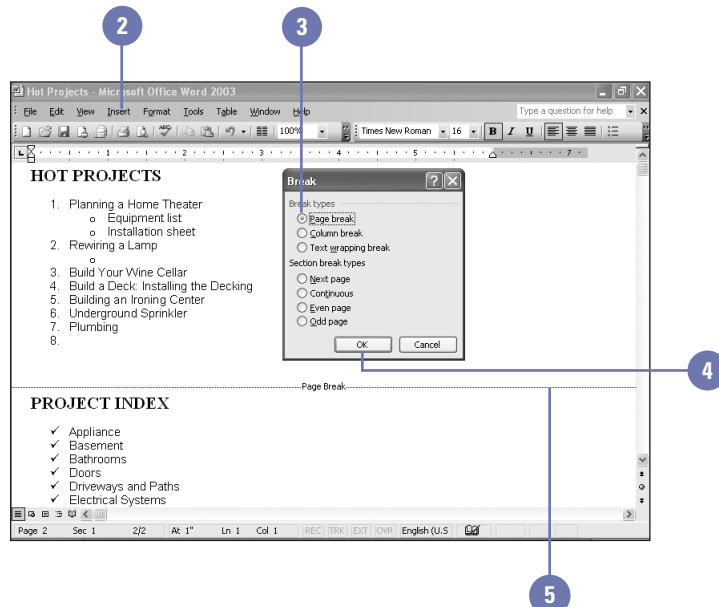 2
3
Hot Projects - Microsoft Office Word 2003
File Edit View Insert Format Tools Table Window Help Type a question for help
100% Times New Roman 16 B I U
1 2 3 4 5 7
HOT PROJECTS
1. Planning a Home Theater
o Equipment list
o Installation sheet
2. Rewiring a Lamp
o
3. Build Your Wine Cellar
4. Build a Deck: Installing the Decking
5. Building an Ironing Center
6. Underground Sprinkler
7. Plumbing
8.
Break
Break types
Page break
Column break
Text wrapping break
Section break types
Next page
Continuous
Even page
Odd page
OK Cancel
4
Page Break
PROJECT INDEX
✓ Appliance
✓ Basement
✓ Bathrooms
✓ Doors
✓ Driveways and Paths
✓ Electrical Systems
Page 2 Sec 1 2/2 At 1" Ln 1 Col 1 REC TRK EXT OVR English (U.S
5